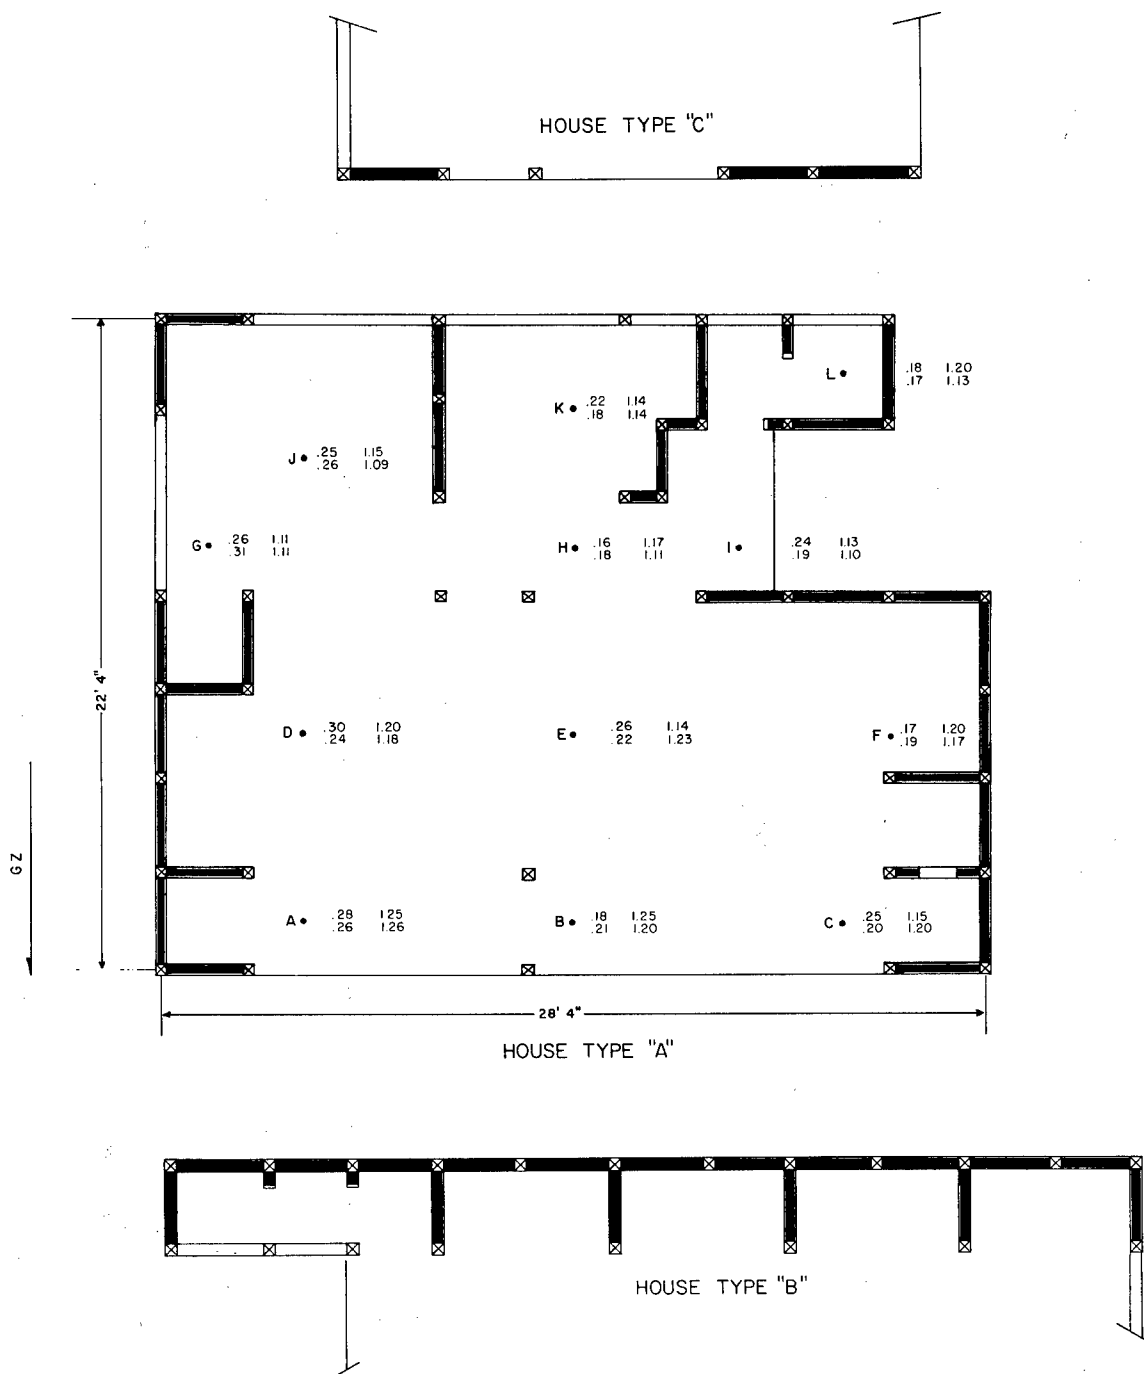 HOUSE TYPE "C"
L .18 1.20
.17 1.13
K .22 1.14
.18 1.14
J .25 1.15
.26 1.09
G .26 1.11
.31 1.11
H .16 1.17
.18 1.11
I .24 1.13
.19 1.10
22' 4"
D .30 1.20
.24 1.18
E .26 1.14
.22 1.23
F .17 1.20
.19 1.17
GZ
A .28 1.25
.26 1.26
B .18 1.25
.21 1.20
C .25 1.15
.20 1.20
28' 4"
HOUSE TYPE "A"
HOUSE TYPE "B"